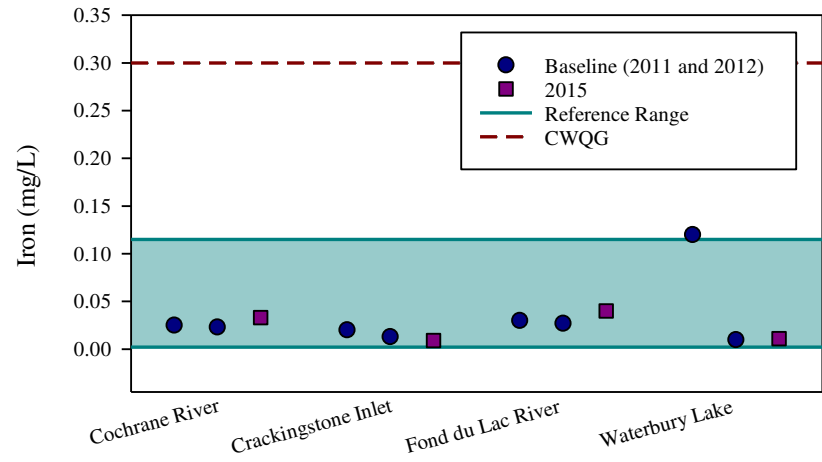 0.35
0.30
0.25
0.20
0.15
0.10
0.05
0.00
Iron (mg/L)
Baseline (2011 and 2012)
2015
Reference Range
CWQG
Cochrane River
Crackingstone Inlet
Fond du Lac River
Waterbury Lake